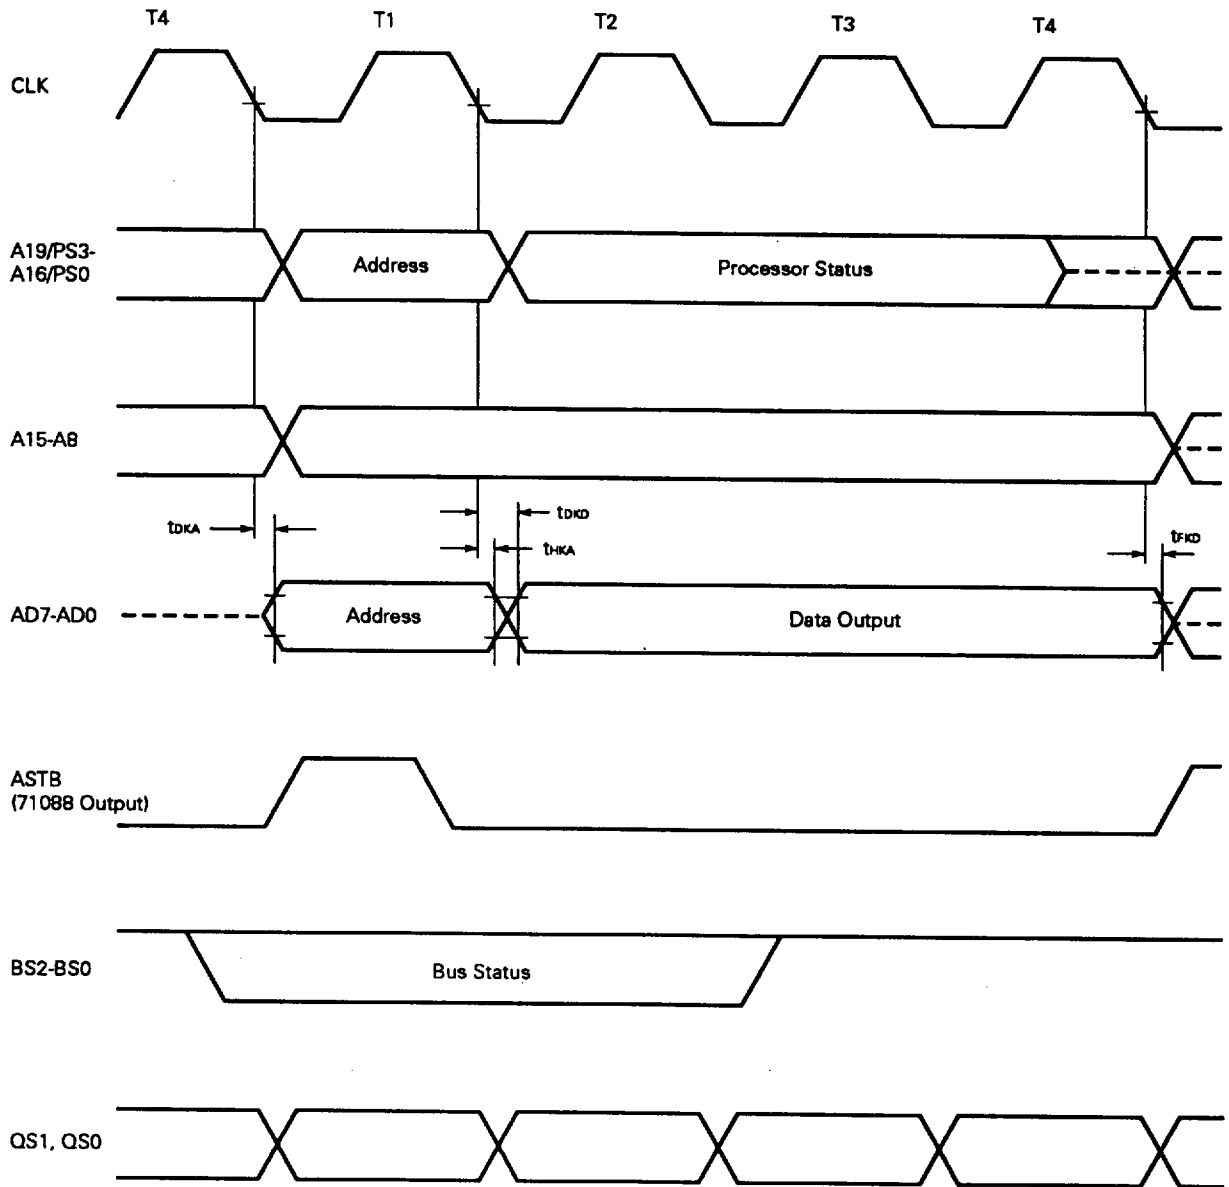 T4 T1 T2 T3 T4
CLK
A19/PS3-
A16/PS0
Address
Processor Status
A15-A8
tDKA
tDKD
tHKA
tFKD
AD7-AD0
Address
Data Output
ASTB
(71088 Output)
BS2-BS0
Bus Status
QS1, QS0